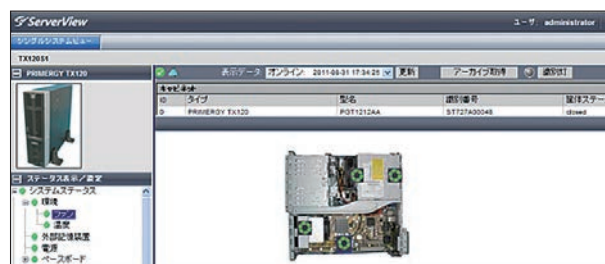 ServerView
ユーザ: administrator
シングルシステムビュー
TX120S1
PRIMERGY TX120
表示データ オンライン: 2011-08-31 17:34:25 更新 アーカイブ取得 識別灯
キャビネット
ID タイプ 型名 識別番号 筐体ステー
0 PRIMERGY TX120 PGT1212AA ST727A00048 closed
ステータス表示/設定
システムステータス
環境
ファン
温度
外部記憶装置
電源
ベースボード